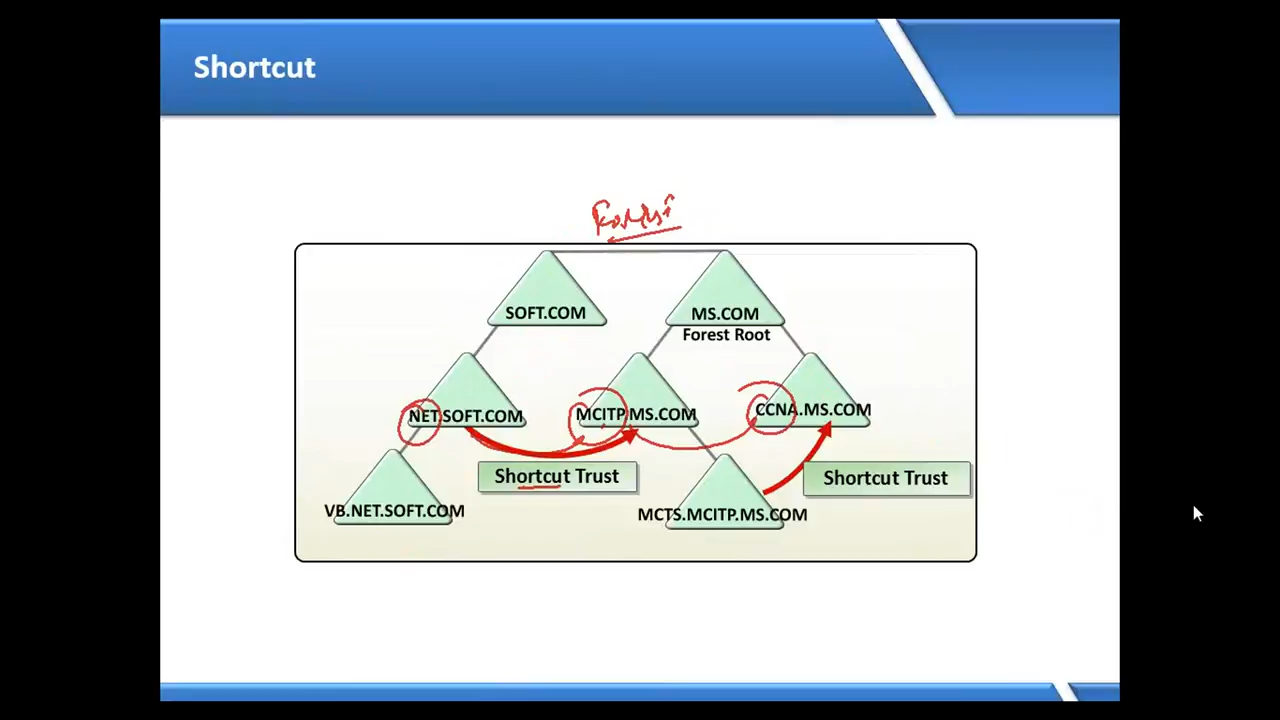 Shortcut
SOFT.COM
MS.COM
Forest Root
NET.SOFT.COM
MCITP.MS.COM
CCNA.MS.COM
Shortcut Trust
Shortcut Trust
VB.NET.SOFT.COM
MCTS.MCITP.MS.COM